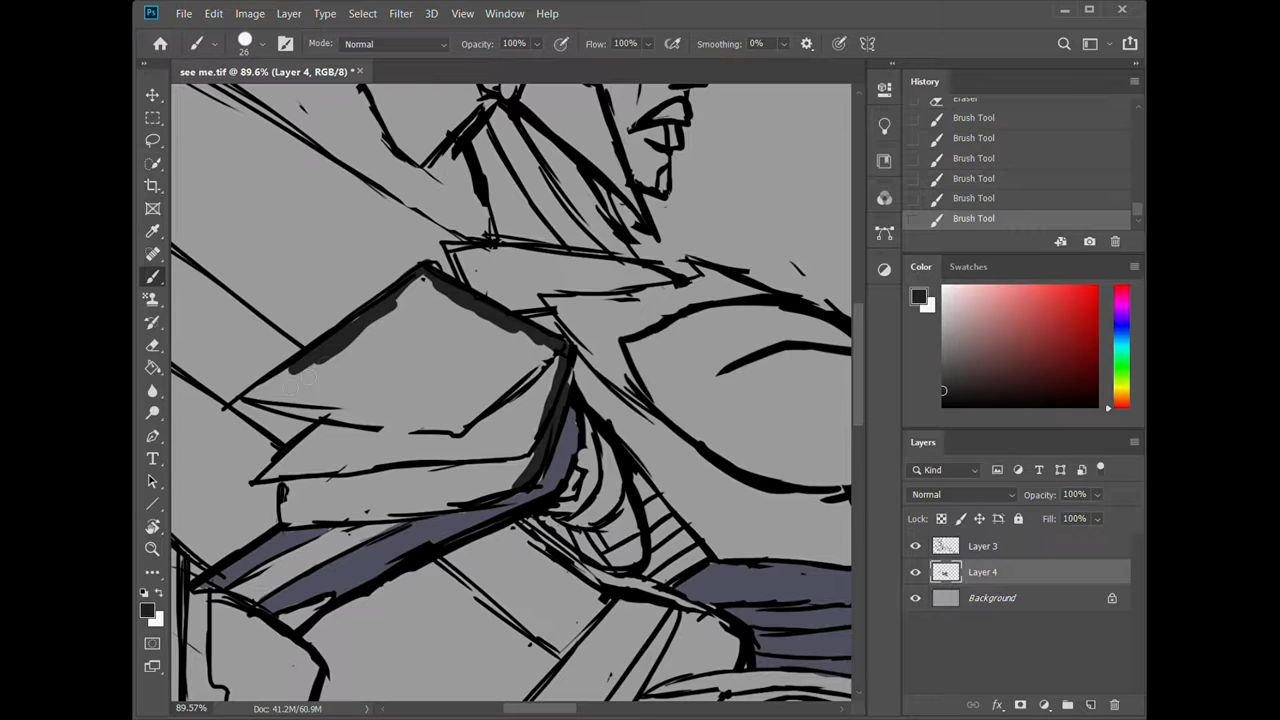 Ps File Edit Image Layer Type Select Filter 3D View Window Help
26 Mode: Normal Opacity: 100% Flow: 100% Smoothing: 0%
see me.tif @ 89.6% (Layer 4, RGB/8) *
History
Eraser
Brush Tool
Brush Tool
Brush Tool
Brush Tool
Brush Tool
Brush Tool
Color Swatches
Layers
Kind
Normal Opacity: 100%
Lock: Fill: 100%
Layer 3
Layer 4
Background
fx
89.57% Doc: 41.2M/60.9M